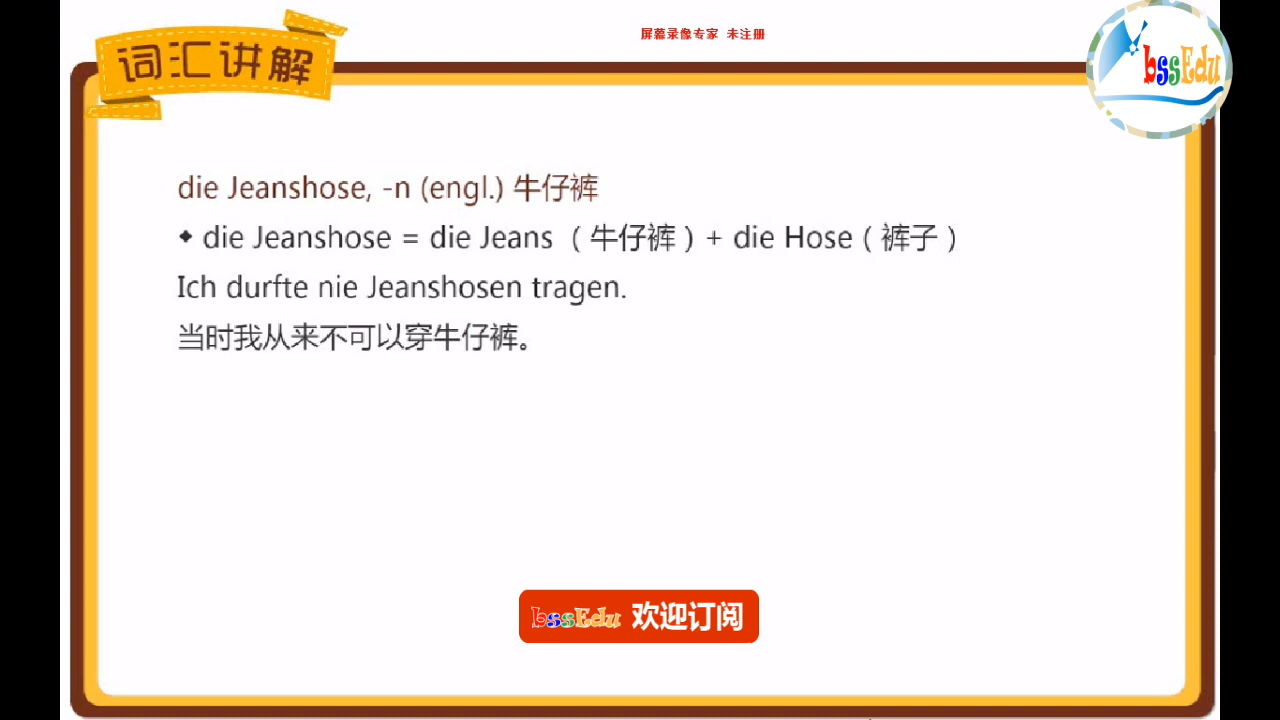 屏幕录像专家 未注册
词汇讲解
bssEdu
die Jeanshose, -n (engl.) 牛仔裤
◆ die Jeanshose = die Jeans （牛仔裤）+ die Hose（裤子）
Ich durfte nie Jeanshosen tragen.
当时我从来不可以穿牛仔裤。
bssEdu 欢迎订阅